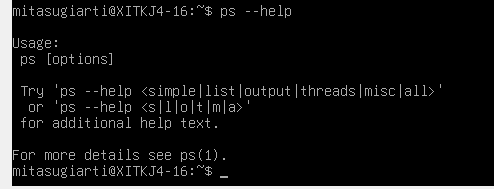 mitasugiarti@XITKJ4-16:~$ ps --help

Usage:
 ps [options]

 Try 'ps --help <simple|list|output|threads|misc|all>'
  or 'ps --help <s|l|o|t|m|a>'
 for additional help text.

For more details see ps(1).
mitasugiarti@XITKJ4-16:~$ _